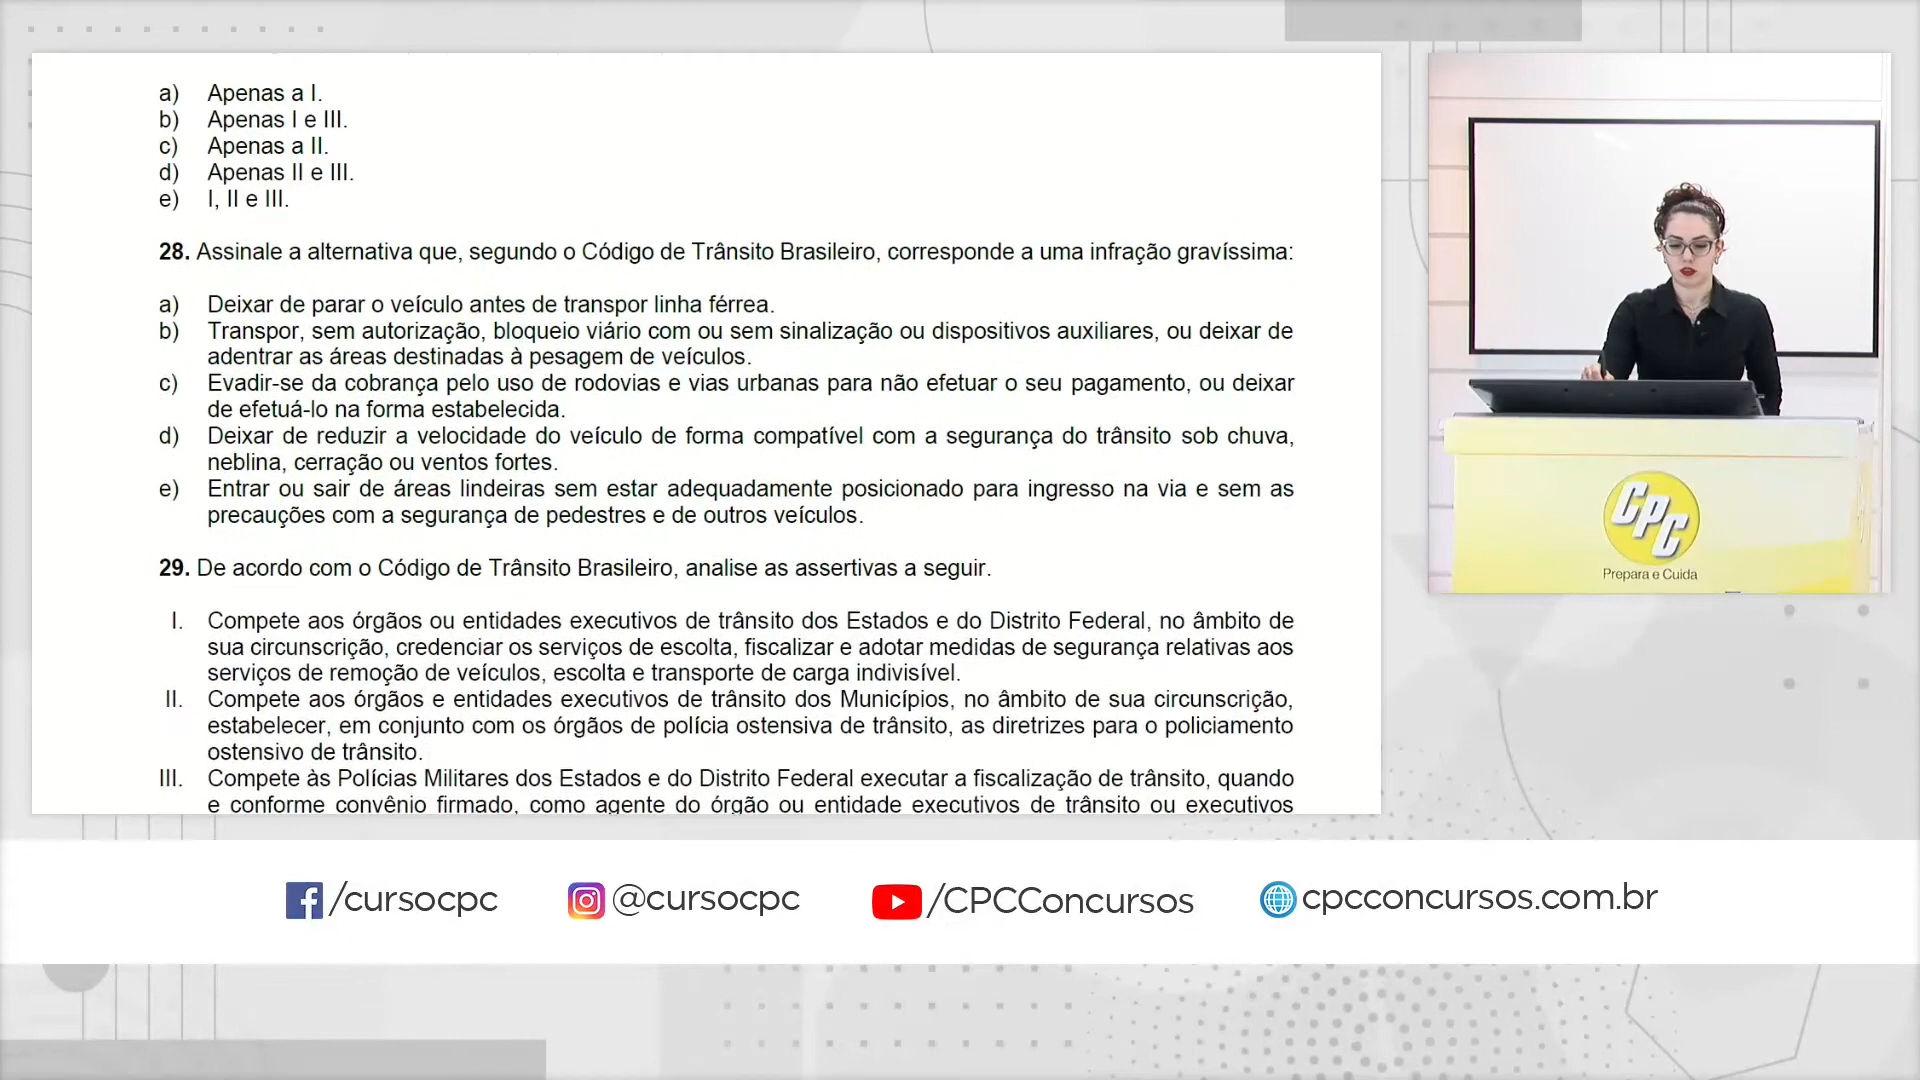 a) Apenas a I.
b) Apenas I e III.
c) Apenas a II.
d) Apenas II e III.
e) I, II e III.
28. Assinale a alternativa que, segundo o Código de Trânsito Brasileiro, corresponde a uma infração gravíssima:
a) Deixar de parar o veículo antes de transpor linha férrea.
b) Transpor, sem autorização, bloqueio viário com ou sem sinalização ou dispositivos auxiliares, ou deixar de
adentrar as áreas destinadas à pesagem de veículos.
c) Evadir-se da cobrança pelo uso de rodovias e vias urbanas para não efetuar o seu pagamento, ou deixar
de efetuá-lo na forma estabelecida.
d) Deixar de reduzir a velocidade do veículo de forma compatível com a segurança do trânsito sob chuva,
neblina, cerração ou ventos fortes.
e) Entrar ou sair de áreas lindeiras sem estar adequadamente posicionado para ingresso na via e sem as
precauções com a segurança de pedestres e de outros veículos.
29. De acordo com o Código de Trânsito Brasileiro, analise as assertivas a seguir.
I. Compete aos órgãos ou entidades executivos de trânsito dos Estados e do Distrito Federal, no âmbito de
sua circunscrição, credenciar os serviços de escolta, fiscalizar e adotar medidas de segurança relativas aos
serviços de remoção de veículos, escolta e transporte de carga indivisível.
II. Compete aos órgãos e entidades executivos de trânsito dos Municípios, no âmbito de sua circunscrição,
estabelecer, em conjunto com os órgãos de polícia ostensiva de trânsito, as diretrizes para o policiamento
ostensivo de trânsito.
III. Compete às Polícias Militares dos Estados e do Distrito Federal executar a fiscalização de trânsito, quando
e conforme convênio firmado, como agente do órgão ou entidade executivos de trânsito ou executivos
CPC
Prepara e Cuida
/cursocpc
@cursocpc
/CPCConcursos
cpcconcursos.com.br